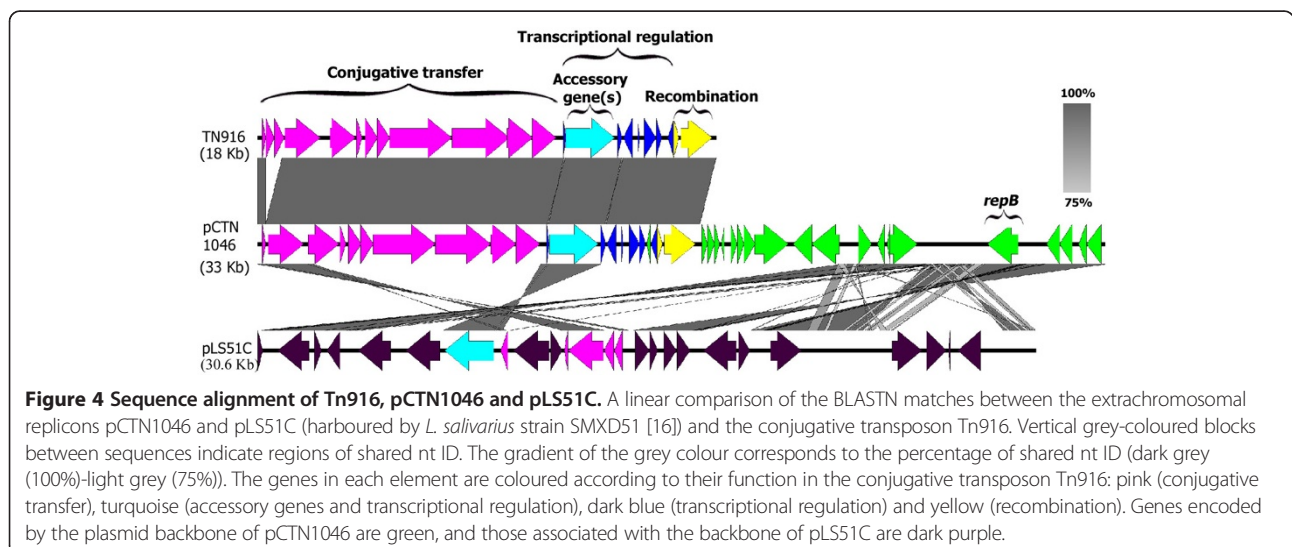 Transcriptional regulation
Conjugative transfer
Accessory
gene(s)
Recombination
100%
75%
TN916
(18 Kb)
repB
pCTN
1046
(33 Kb)
pLS51C
(30.6 Kb)
Figure 4 Sequence alignment of Tn916, pCTN1046 and pLS51C. A linear comparison of the BLASTN matches between the extrachromosomal
replicons pCTN1046 and pLS51C (harboured by L. salivarius strain SMXD51 [16]) and the conjugative transposon Tn916. Vertical grey-coloured blocks
between sequences indicate regions of shared nt ID. The gradient of the grey colour corresponds to the percentage of shared nt ID (dark grey
(100%)-light grey (75%)). The genes in each element are coloured according to their function in the conjugative transposon Tn916: pink (conjugative
transfer), turquoise (accessory genes and transcriptional regulation), dark blue (transcriptional regulation) and yellow (recombination). Genes encoded
by the plasmid backbone of pCTN1046 are green, and those associated with the backbone of pLS51C are dark purple.